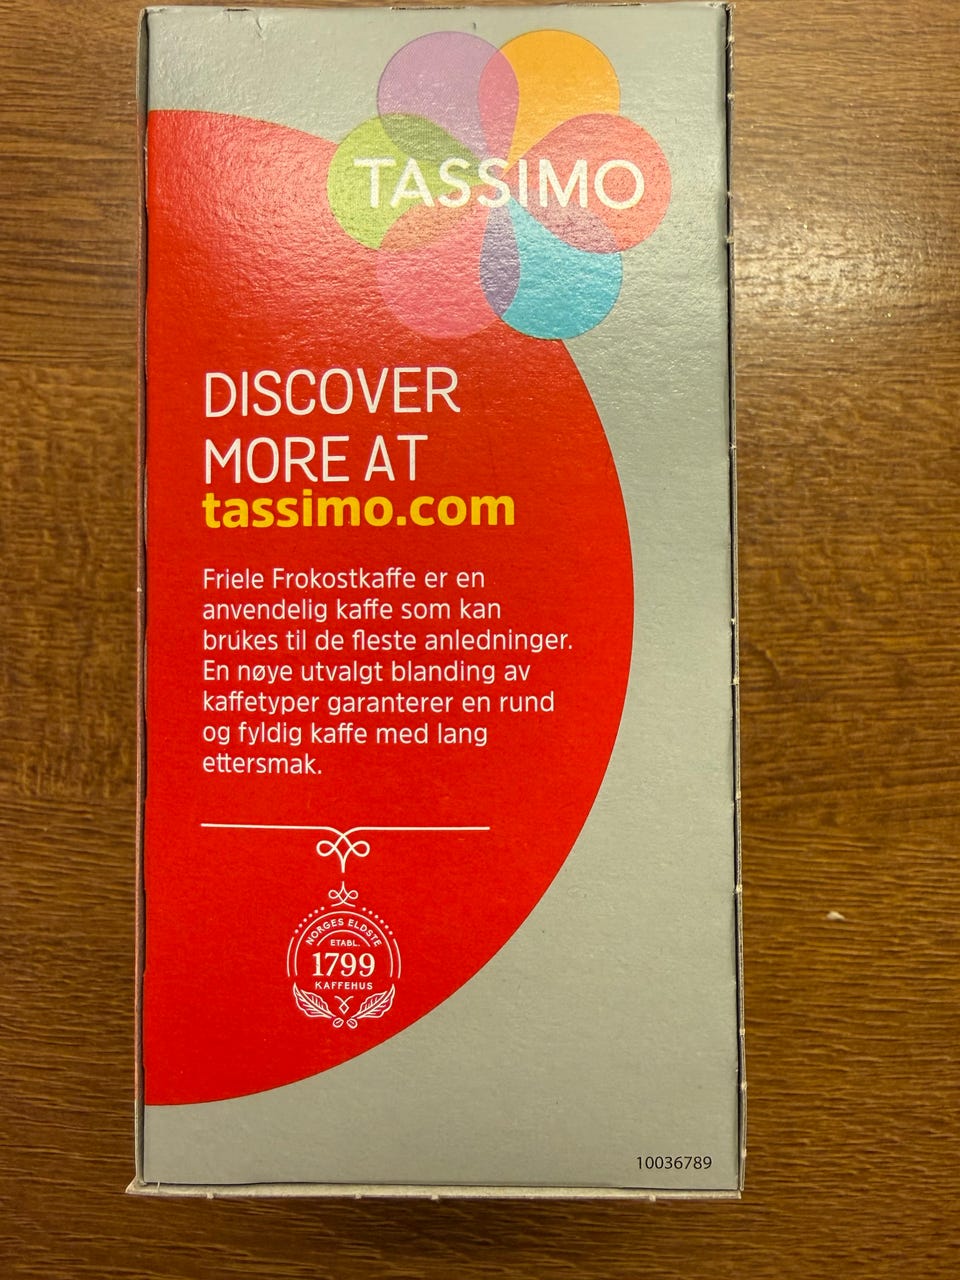 TASSIMO
DISCOVER
MORE AT
tassimo.com
Friele Frokostkaffe er en
anvendelig kaffe som kan
brukes til de fleste anledninger.
En nøye utvalgt blanding av
kaffetyper garanterer en rund
og fyldig kaffe med lang
ettersmak.
NORGES ELDSTE
ETABL.
1799
KAFFEHUS
10036789